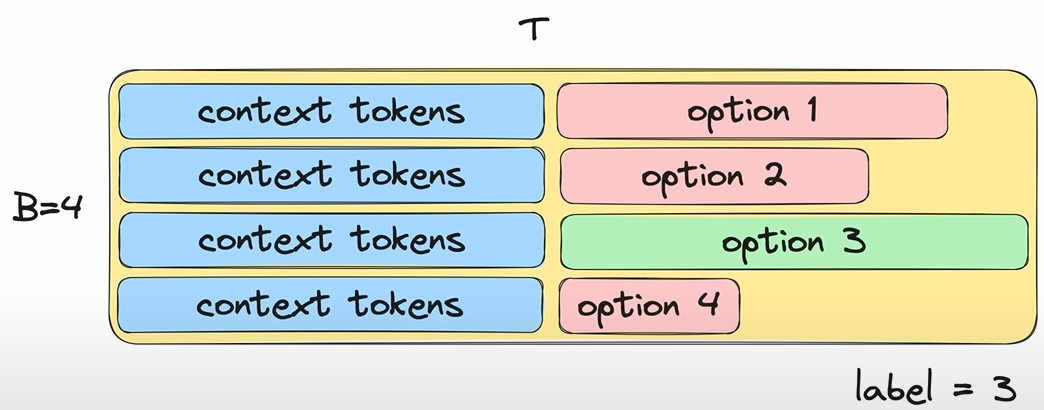 T
context tokens option 1
context tokens option 2
B=4
context tokens option 3
context tokens option 4
label = 3